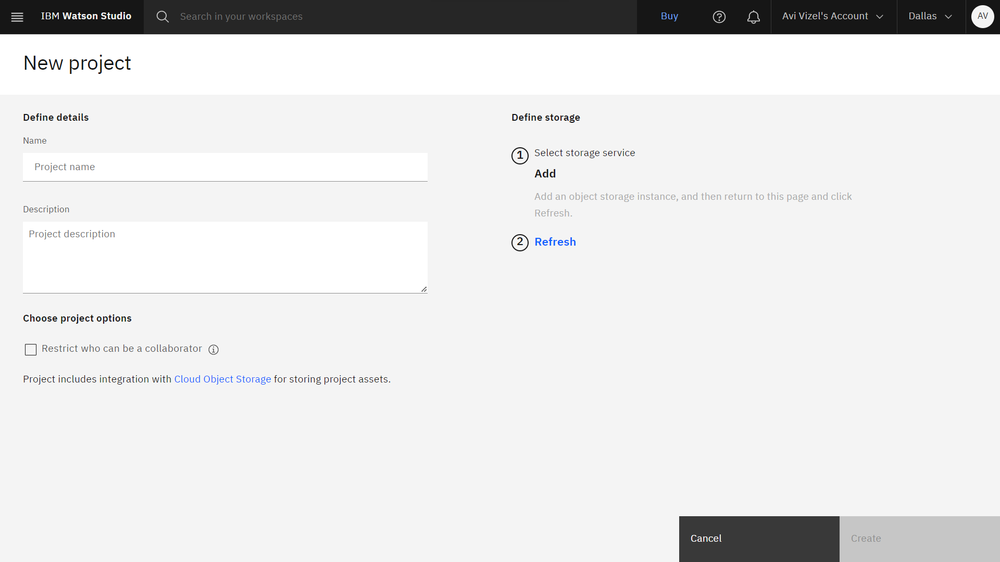 IBM Watson Studio
Search in your workspaces
Buy
Avi Vizel's Account
Dallas
AV
New project
Define details
Name
Project name
Description
Project description
Choose project options
Restrict who can be a collaborator
Project includes integration with Cloud Object Storage for storing project assets.
Define storage
1 Select storage service
Add
Add an object storage instance, and then return to this page and click
Refresh.
2 Refresh
Cancel
Create